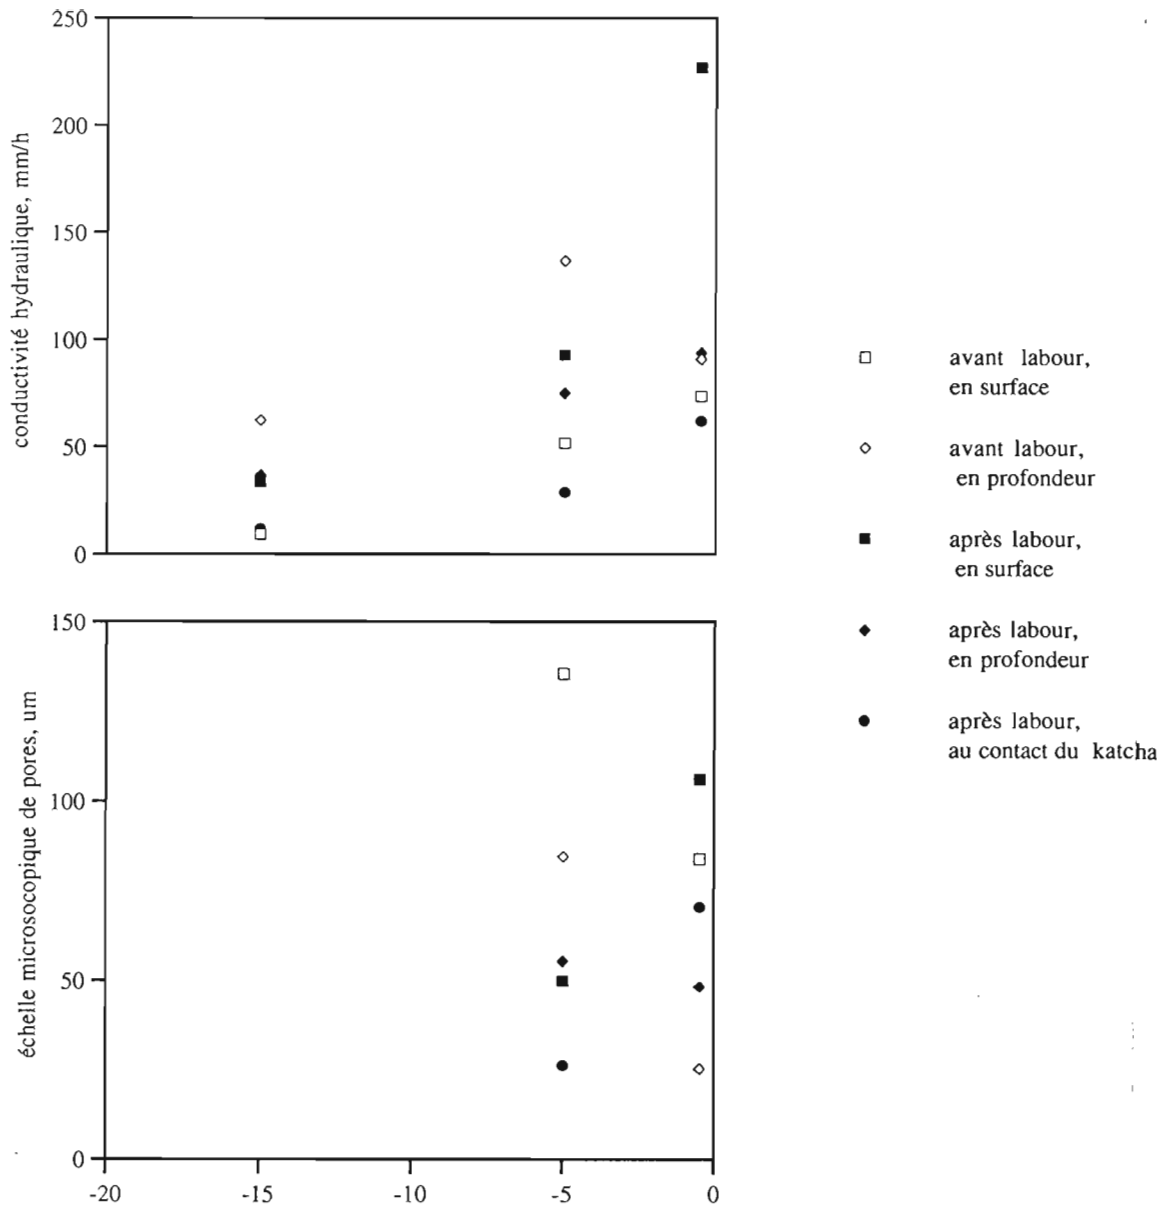 250
200
150
100
50
0
conductivité hydraulique, mm/h
150
100
50
0
échelle microsocopique de pores, um
-20
-15
-10
-5
0
avant labour,
en surface
avant labour,
en profondeur
après labour,
en surface
après labour,
en profondeur
après labour,
au contact du katcha